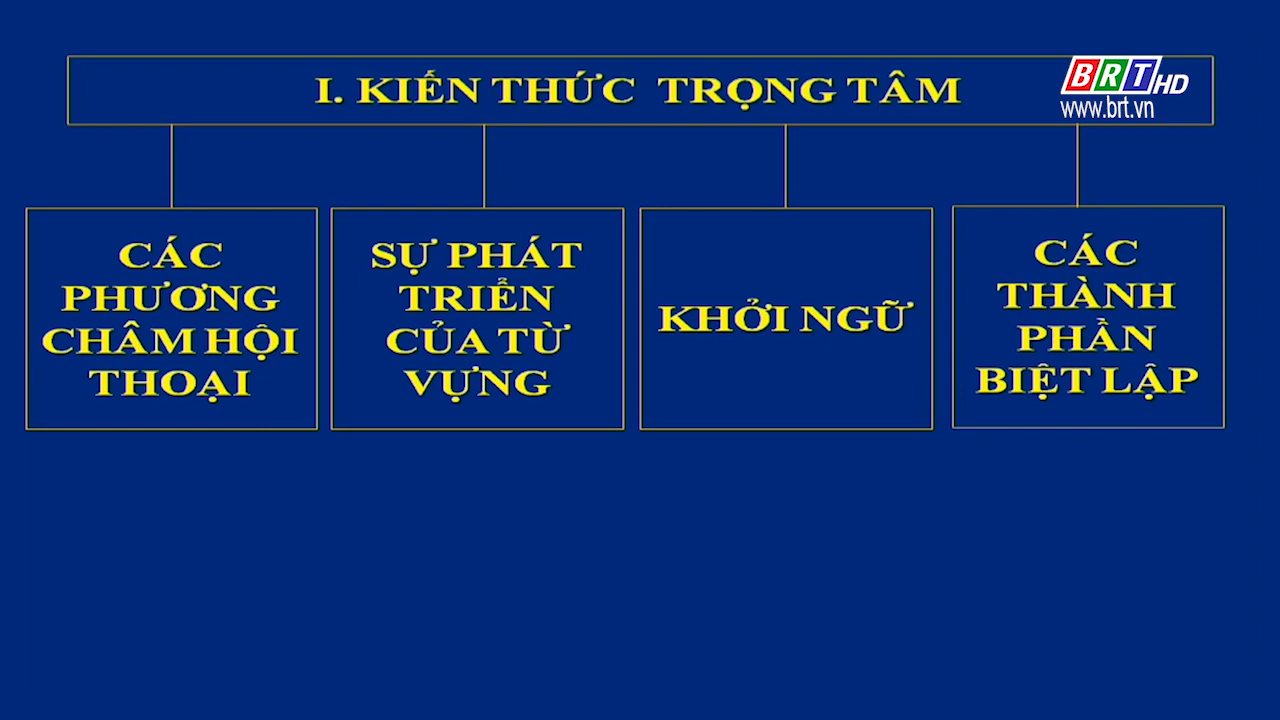 I. KIẾN THỨC TRỌNG TÂM
BRT HD
www.brt.vn
CÁC
PHƯƠNG
CHÂM HỘI
THOẠI
SỰ PHÁT
TRIỂN
CỦA TỪ
VỰNG
KHỞI NGỮ
CÁC
THÀNH
PHẦN
BIỆT LẬP